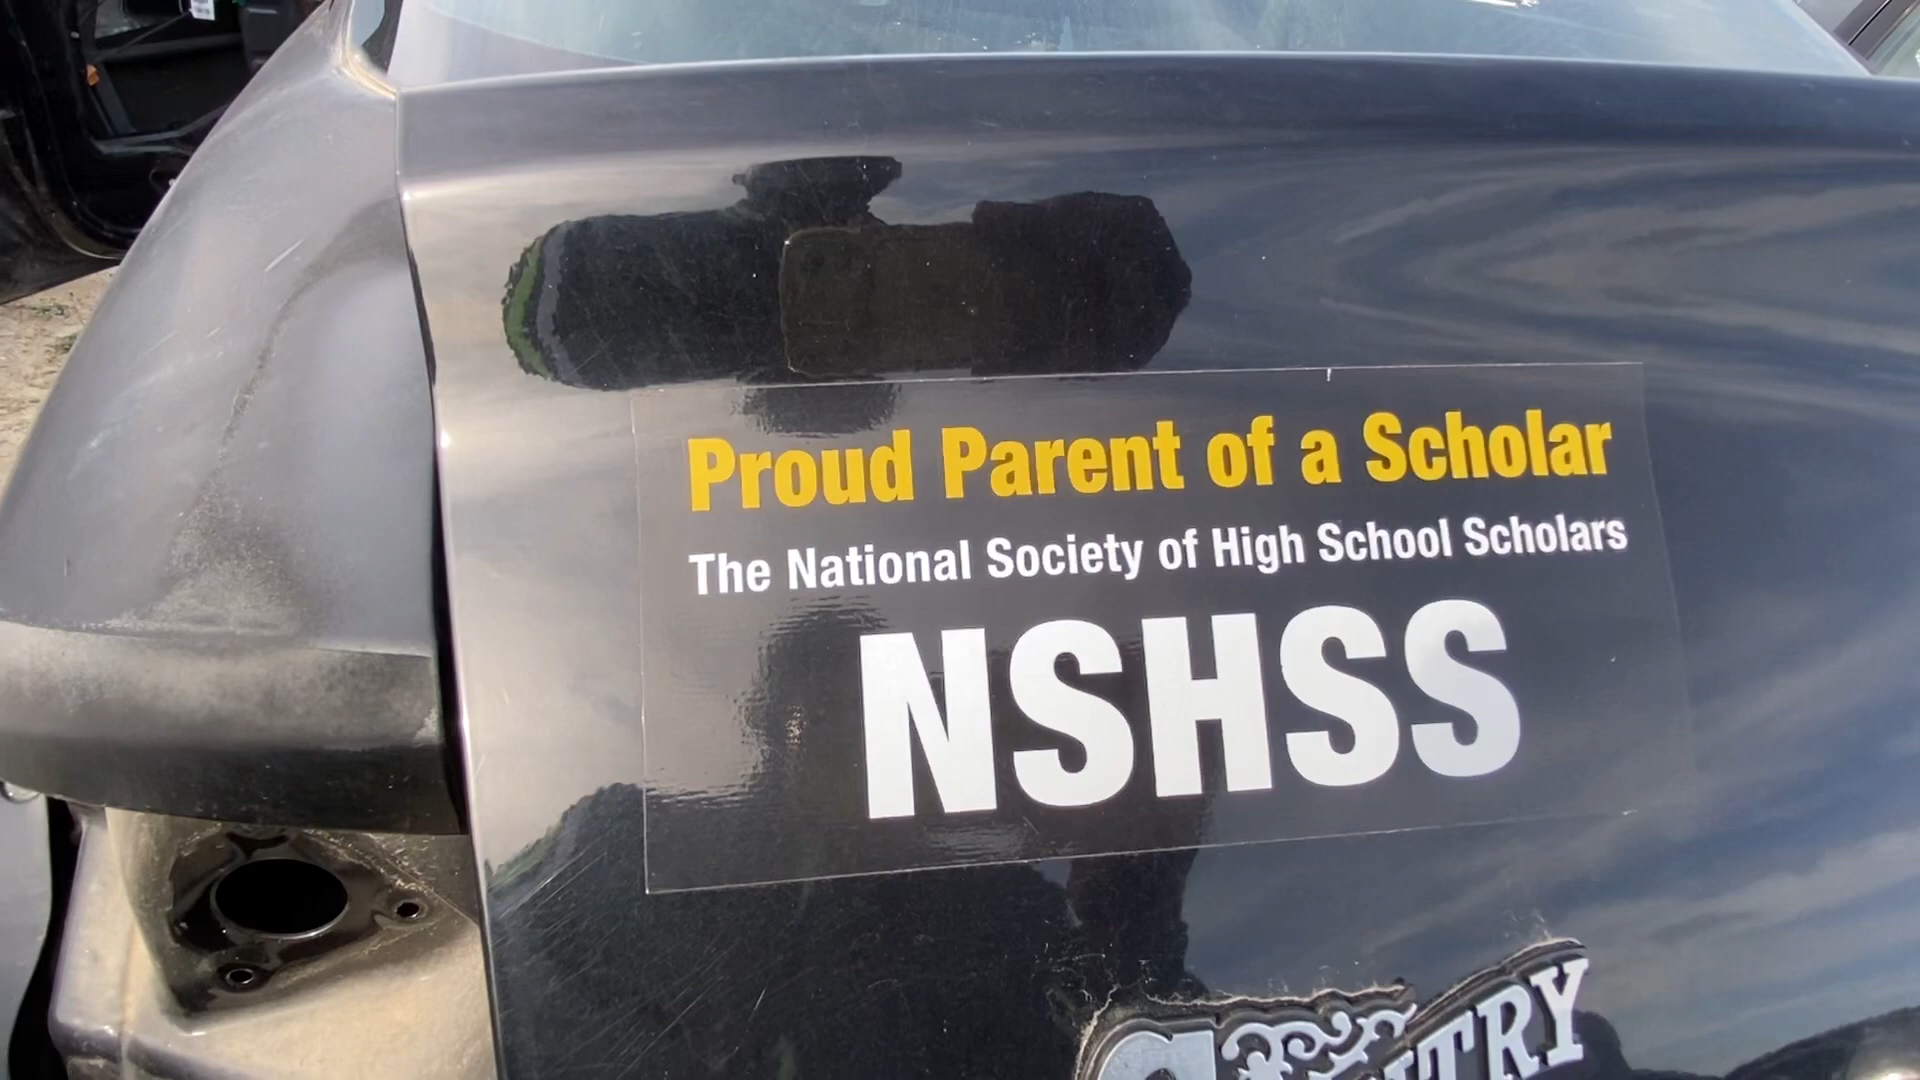 Proud Parent of a Scholar
The National Society of High School Scholars
NSHSS